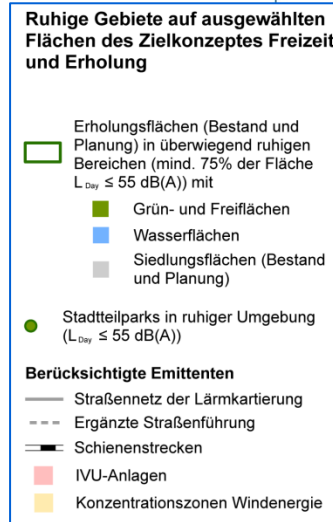 Ruhige Gebiete auf ausgewählten
Flächen des Zielkonzeptes Freizeit
und Erholung
Erholungsflächen (Bestand und
Planung) in überwiegend ruhigen
Bereichen (mind. 75% der Fläche
L Day ≤ 55 dB(A)) mit
Grün- und Freiflächen
Wasserflächen
Siedlungsflächen (Bestand
und Planung)
Stadtteilparks in ruhiger Umgebung
(L Day ≤ 55 dB(A))
Berücksichtigte Emittenten
Straßennetz der Lärmkartierung
Ergänzte Straßenführung
Schienenstrecken
IVU-Anlagen
Konzentrationszonen Windenergie